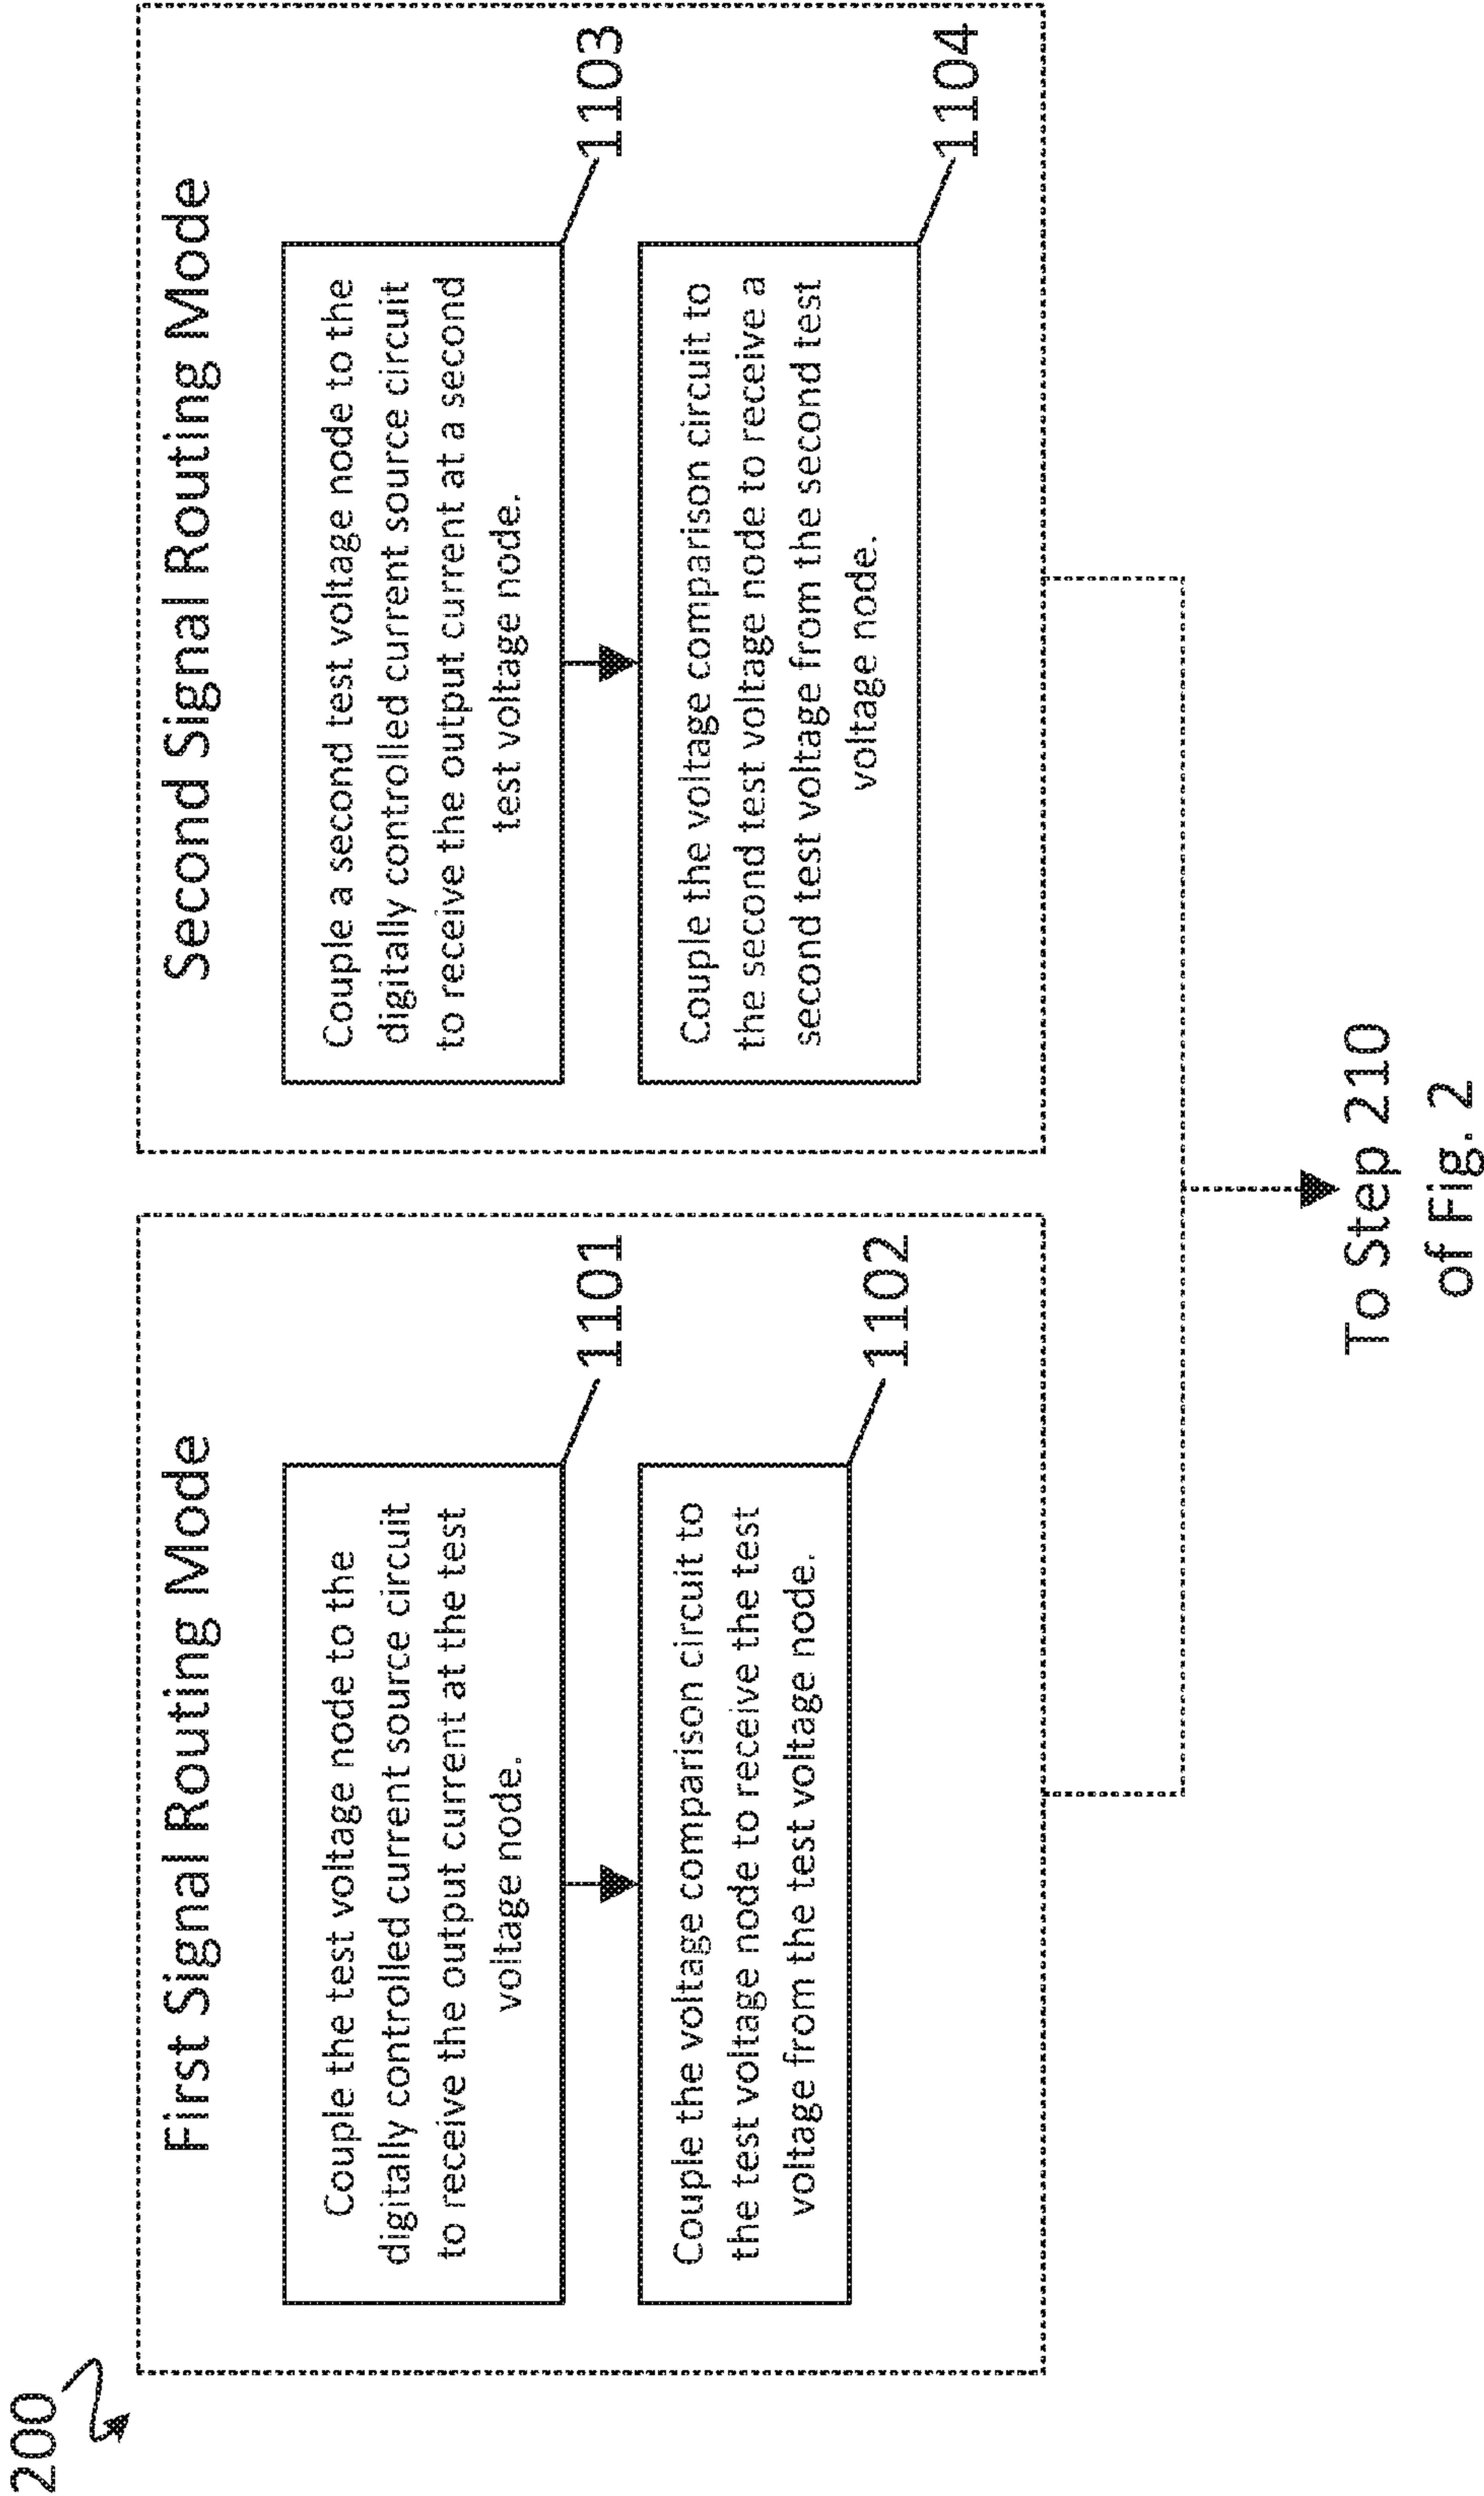 200
First Signal Routing Mode
Couple the test voltage node to the
digitally controlled current source circuit
to receive the output current at the test
voltage node.
1101
Couple the voltage comparison circuit to
the test voltage node to receive the test
voltage from the test voltage node.
1102
Second Signal Routing Mode
Couple a second test voltage node to the
digitally controlled current source circuit
to receive the output current at a second
test voltage node.
1103
Couple the voltage comparison circuit to
the second test voltage node to receive a
second test voltage from the second test
voltage node.
1104
To Step 210
of Fig. 2